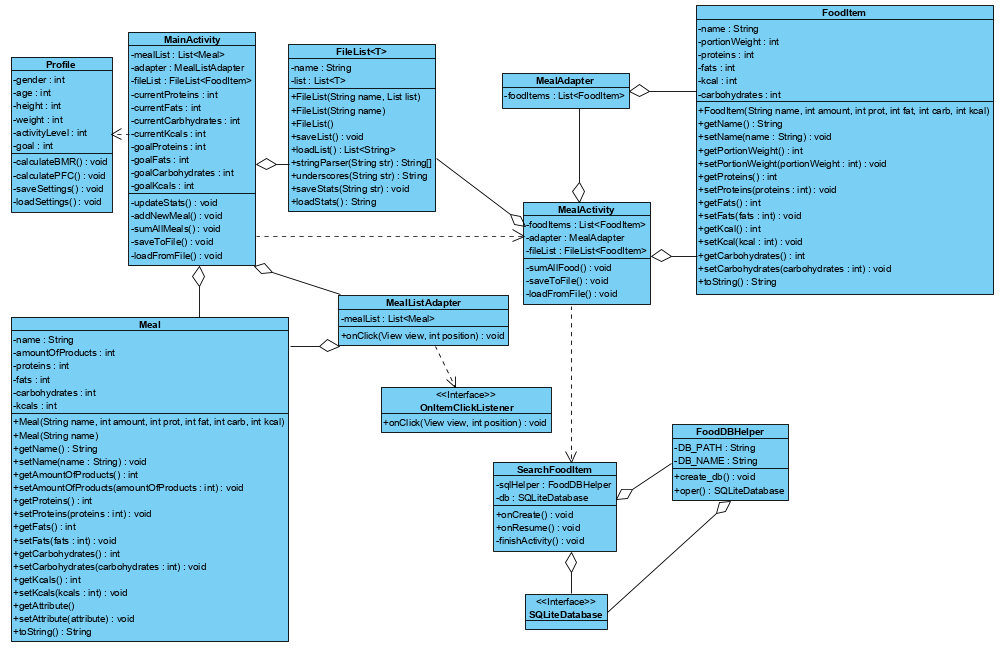 Profile
-gender : int
-age : int
-height : int
-weight : int
-activityLevel : int
-goal : int
-calculateBMR() : void
-calculatePFC() : void
-saveSettings() : void
-loadSettings() : void
MainActivity
-mealList : List<Meal>
-adapter : MealListAdapter
-fileList : FileList<FoodItem>
-currentProteins : int
-currentFats : int
-currentCarbhydrates : int
-currentKcals : int
-goalProteins : int
-goalFats : int
-goalCarbohydrates : int
-goalKcals : int
-updateStats() : void
-addNewMeal() : void
-sumAllMeals() : void
-saveToFile() : void
-loadFromFile() : void
FileList<T>
-name : String
-list : List<T>
+FileList(String name, List list)
+FileList(String name)
+FileList()
+saveList() : void
+loadList() : List<String>
+stringParser(String str) : String[]
+underscores(String str) : String
+saveStats(String str) : void
+loadStats() : String
MealAdapter
-foodItems : List<FoodItem>
FoodItem
-name : String
-portionWeight : int
-proteins : int
-fats : int
-kcal : int
-carbohydrates : int
+FoodItem(String name, int amount, int prot, int fat, int carb, int kcal)
+getName() : String
+setName(name : String) : void
+getPortionWeight() : int
+setPortionWeight(portionWeight : int) : void
+getProteins() : int
+setProteins(proteins : int) : void
+getFats() : int
+setFats(fats : int) : void
+getKcal() : int
+setKcal(kcal : int) : void
+getCarbohydrates() : int
+setCarbohydrates(carbohydrates : int) : void
+toString() : String
MealActivity
-foodItems : List<FoodItem>
-adapter : MealAdapter
-fileList : FileList<FoodItem>
-sumAllFood() : void
-saveToFile() : void
-loadFromFile() : void
MealListAdapter
-mealList : List<Meal>
+onClick(View view, int position) : void
Meal
-name : String
-amountOfProducts : int
-proteins : int
-fats : int
-carbohydrates : int
-kcals : int
+Meal(String name, int amount, int prot, int fat, int carb, int kcal)
+Meal(String name)
+getName() : String
+setName(name : String) : void
+getAmountOfProducts() : int
+setAmountOfProducts(amountOfProducts : int) : void
+getProteins() : int
+setProteins(proteins : int) : void
+getFats() : int
+setFats(fats : int) : void
+getCarbohydrates() : int
+setCarbohydrates(carbohydrates : int) : void
+getKcals() : int
+setKcals(kcals : int) : void
+getAttribute()
+setAttribute(attribute) : void
+toString() : String
<<Interface>>
OnItemClickListener
+onClick(View view, int position) : void
FoodDBHelper
-DB_PATH : String
-DB_NAME : String
+create_db() : void
+oper() : SQLiteDatabase
SearchFoodItem
-sqlHelper : FoodDBHelper
-db : SQLiteDatabase
+onCreate() : void
+onResume() : void
-finishActivity() : void
<<Interface>>
SQLiteDatabase